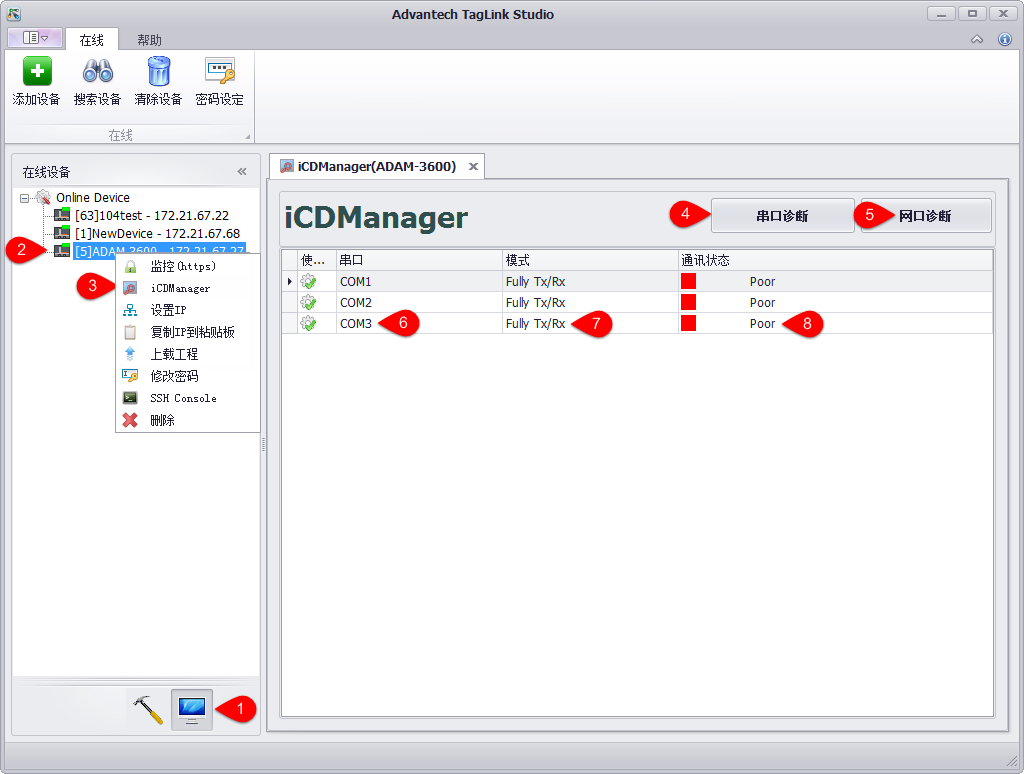 Advantech TagLink Studio
在线 帮助
添加设备 搜索设备 清除设备 密码设定
在线
在线设备 «
Online Device
[63]104test - 172.21.67.22
[1]NewDevice - 172.21.67.68
2 [5]ADAM-3600 - 172.21.67.27
监控(https)
3 iCDManager
设置IP
复制IP到粘贴板
上载工程
修改密码
SSH Console
删除
1
iCDManager(ADAM-3600)
iCDManager
4 串口诊断 5 网口诊断
使... 串口 模式 通讯状态
COM1 Fully Tx/Rx Poor
COM2 Fully Tx/Rx Poor
COM3 6 Fully Tx/Rx 7 Poor 8